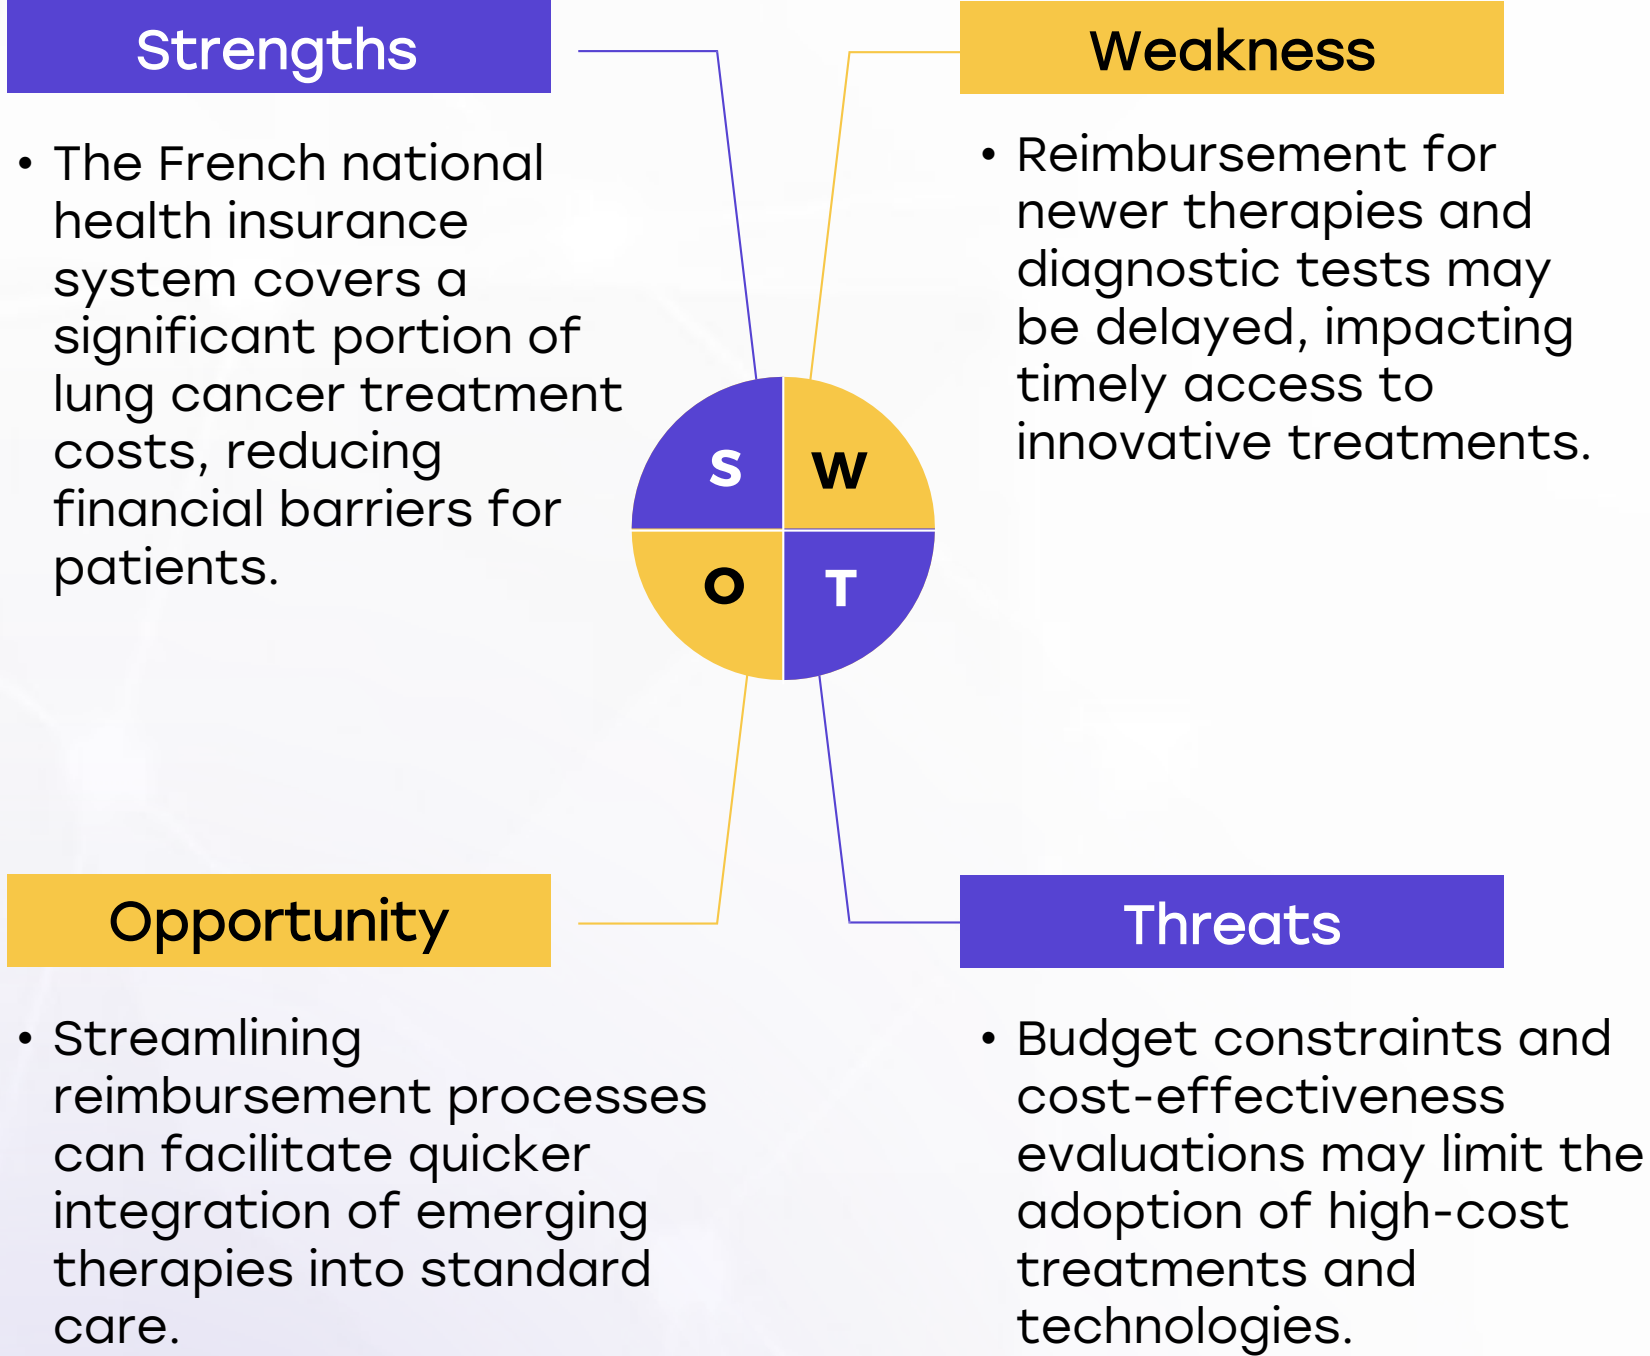 Strengths
• The French national
health insurance
system covers a
significant portion of
lung cancer treatment
costs, reducing
financial barriers for
patients.
Weakness
• Reimbursement for
newer therapies and
diagnostic tests may
be delayed, impacting
timely access to
innovative treatments.
S
W
O
T
Opportunity
• Streamlining
reimbursement processes
can facilitate quicker
integration of emerging
therapies into standard
care.
Threats
• Budget constraints and
cost-effectiveness
evaluations may limit the
adoption of high-cost
treatments and
technologies.